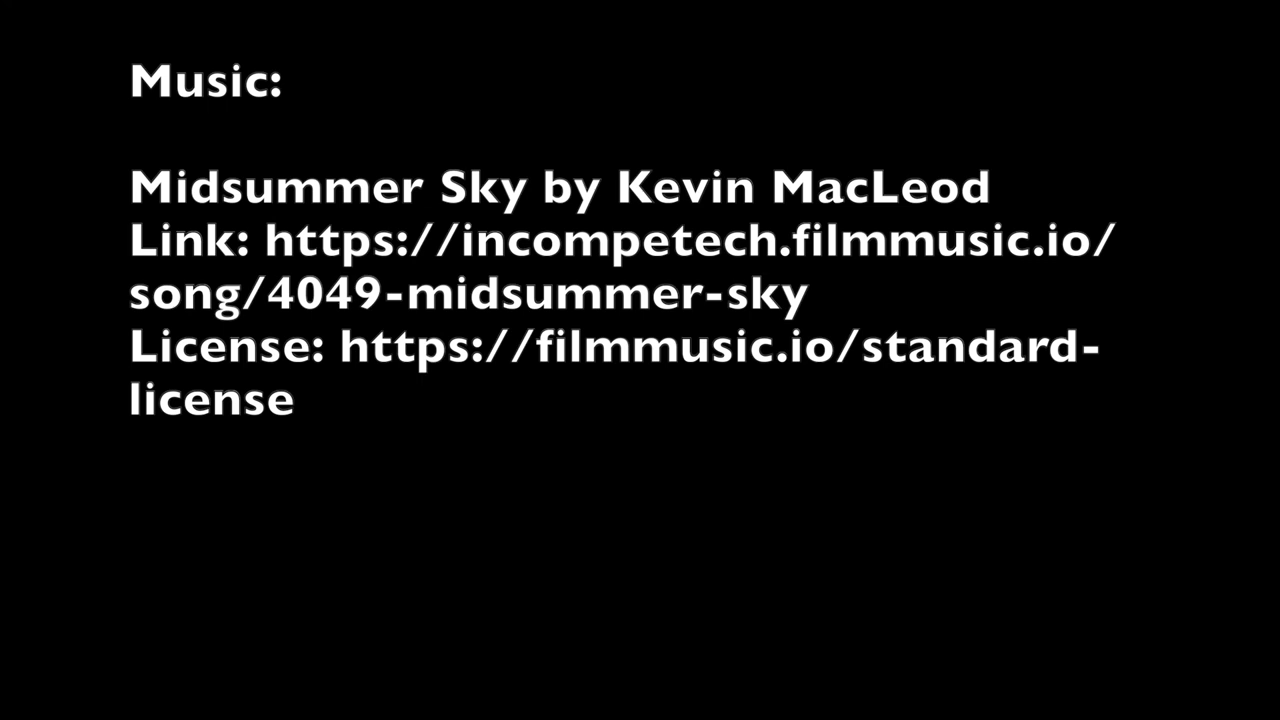 Music:
Midsummer Sky by Kevin MacLeod
Link: https://incompetech.filmmusic.io/
song/4049-midsummer-sky
License: https://filmmusic.io/standard-
license